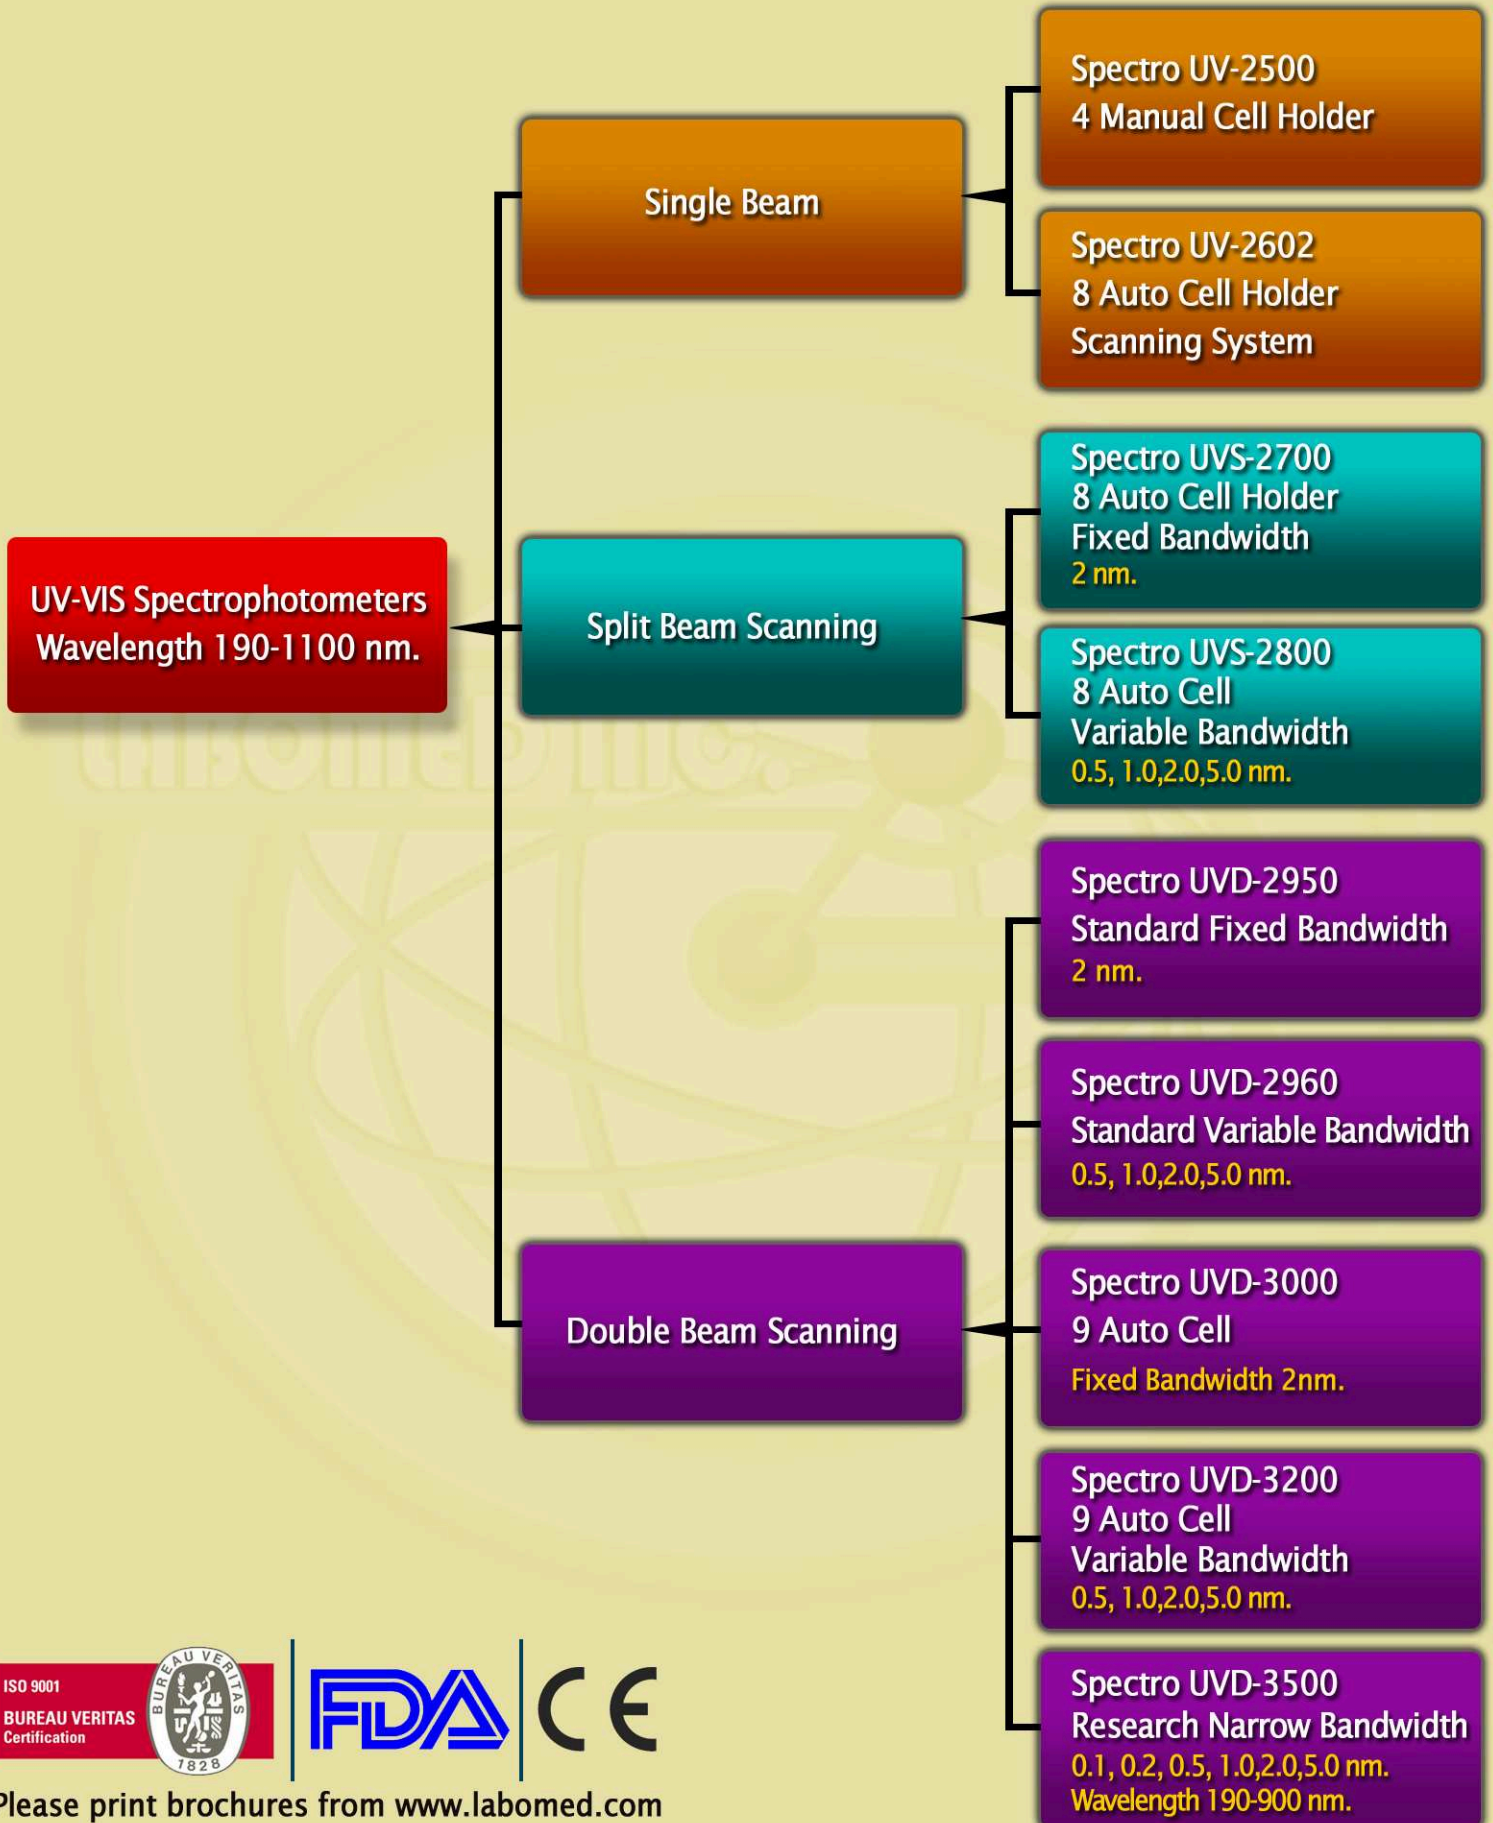 Spectro UV-2500
4 Manual Cell Holder
Single Beam
Spectro UV-2602
8 Auto Cell Holder
Scanning System
Spectro UVS-2700
8 Auto Cell Holder
Fixed Bandwidth
2 nm.
UV-VIS Spectrophotometers
Wavelength 190-1100 nm.
Split Beam Scanning
Spectro UVS-2800
8 Auto Cell
Variable Bandwidth
0.5, 1.0,2.0,5.0 nm.
LABOMED INC.
Spectro UVD-2950
Standard Fixed Bandwidth
2 nm.
Spectro UVD-2960
Standard Variable Bandwidth
0.5, 1.0,2.0,5.0 nm.
Double Beam Scanning
Spectro UVD-3000
9 Auto Cell
Fixed Bandwidth 2nm.
Spectro UVD-3200
9 Auto Cell
Variable Bandwidth
0.5, 1.0,2.0,5.0 nm.
Spectro UVD-3500
Research Narrow Bandwidth
0.1, 0.2, 0.5, 1.0,2.0,5.0 nm.
Wavelength 190-900 nm.
ISO 9001
BUREAU VERITAS
Certification
BUREAU VERITAS
1828
FDA
CE
Please print brochures from www.labomed.com